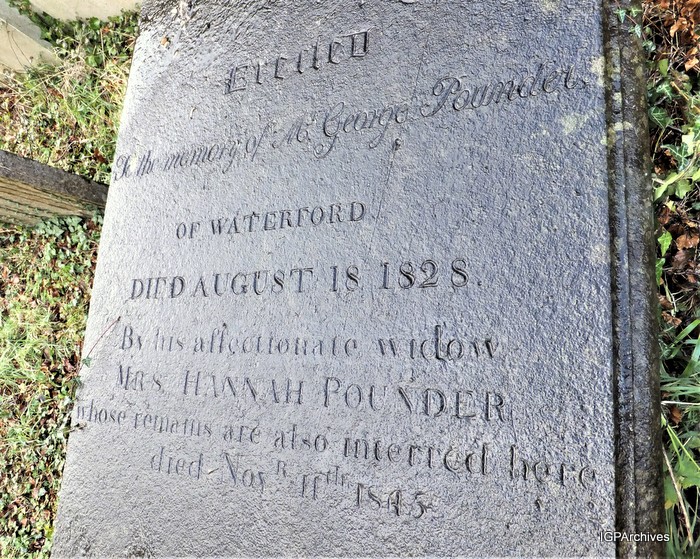 Erected
To the memory of Mr. George Pounder
OF WATERFORD
DIED AUGUST 18 1828.
By his affectionate widow
MRS. HANNAH POUNDER
whose remains are also interred here
died Novr. 11th 1845
IGPArchives